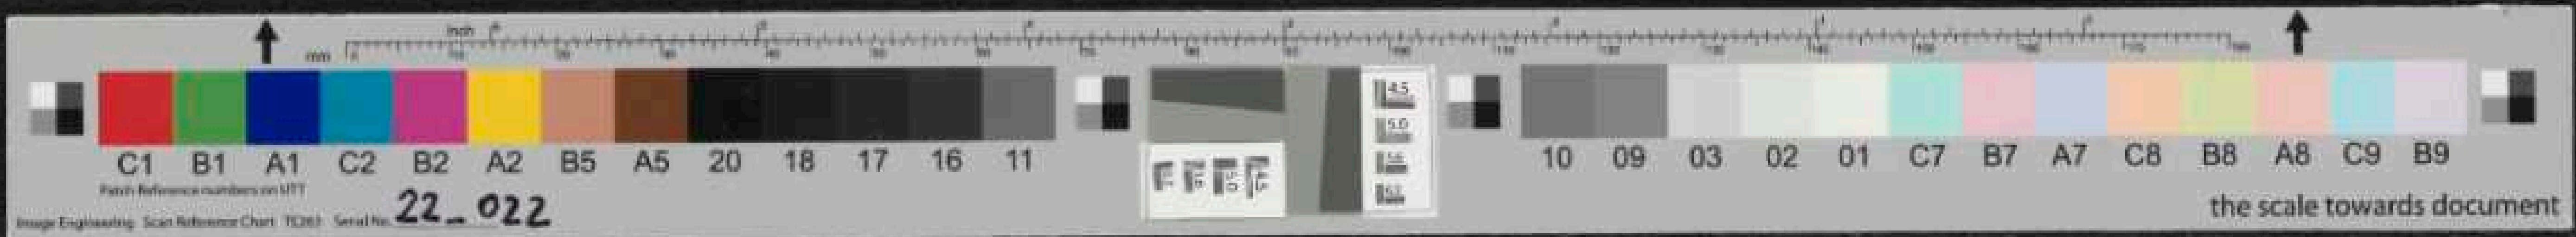 inch
mm
C1 B1 A1 C2 B2 A2 B5 A5 20 18 17 16 11
10 09 03 02 01 C7 B7 A7 C8 B8 A8 C9 B9
4.5
5.0
5.6
Patch Reference numbers on UTT
Image Engineering Scan Reference Chart TE263 Serial No. 22_022
the scale towards document